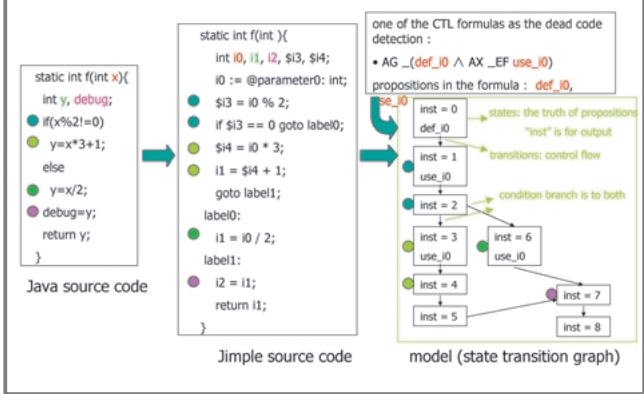 static int f(int x){
int y, debug;
if(x%2!=0)
y=x*3+1;
else
y=x/2;
debug=y;
return y;
}
Java source code
static int f(int ){
int i0, i1, i2, $i3, $i4;
i0 := @parameter0: int;
$i3 = i0 % 2;
if $i3 == 0 goto label0;
$i4 = i0 * 3;
i1 = $i4 + 1;
goto label1;
label0:
i1 = i0 / 2;
label1:
i2 = i1;
return i1;
}
Jimple source code
one of the CTL formulas as the dead code
detection :
• AG _(def_i0 ∧ AX _EF use_i0)
propositions in the formula : def_i0,
se_i0
inst = 0
def_i0
states: the truth of propositions
"inst" is for output
transitions: control flow
inst = 1
use_i0
condition branch is to both
inst = 2
inst = 3
use_i0
inst = 6
use_i0
inst = 4
inst = 7
inst = 5
inst = 8
model (state transition graph)